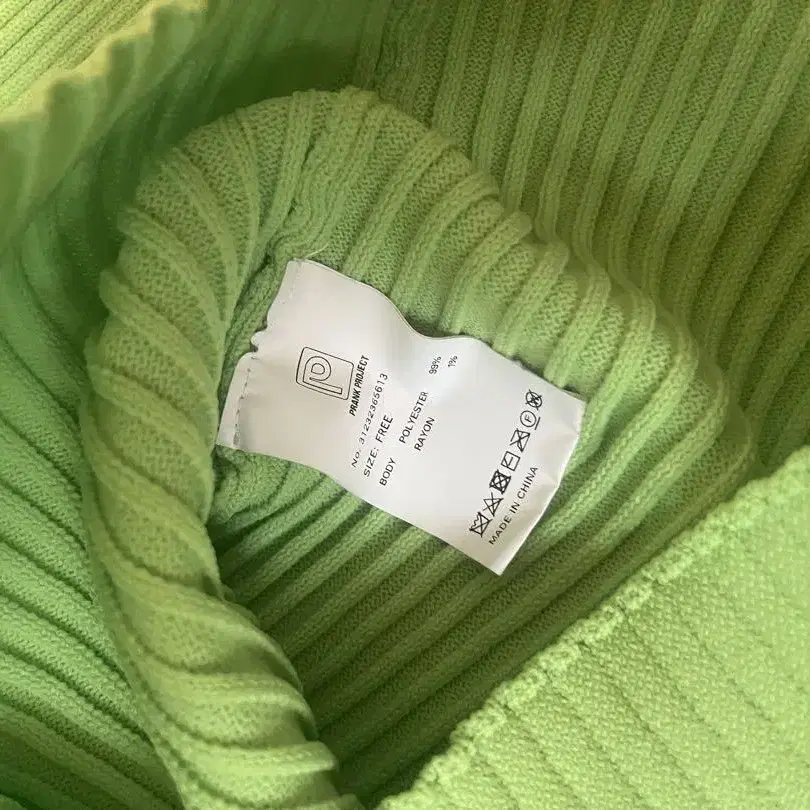 P
PRANK PROJECT
No. 31232365613
SIZE: FREE
BODY POLYESTER 99%
RAYON 1%
MADE IN CHINA